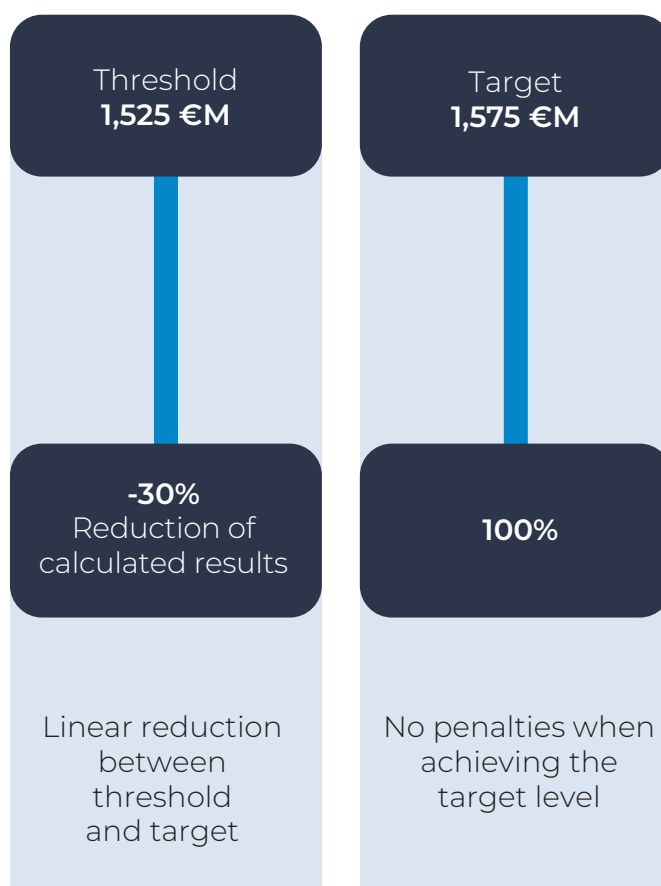 Threshold
1,525 €M
-30%
Reduction of
calculated results
Linear reduction
between
threshold
and target
Target
1,575 €M
100%
No penalties when
achieving the
target level